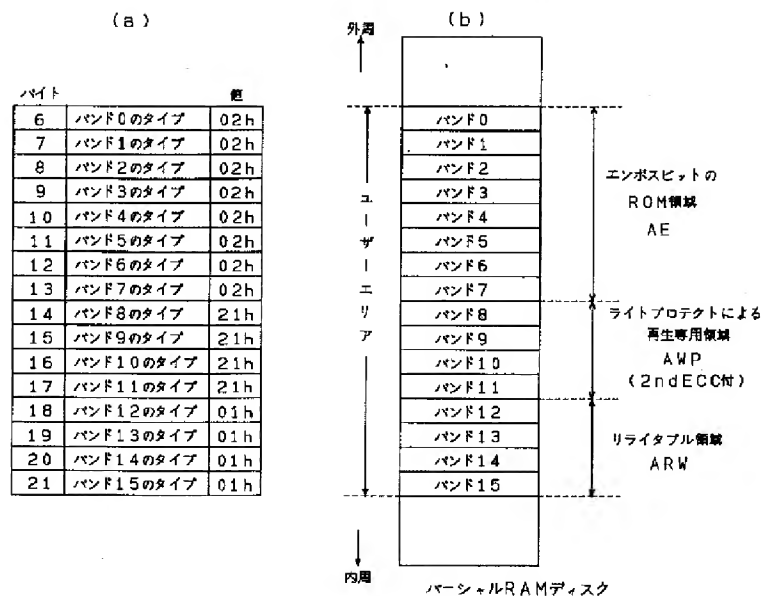 (a)
バイト 値
6 バンド0のタイプ 02h
7 バンド1のタイプ 02h
8 バンド2のタイプ 02h
9 バンド3のタイプ 02h
10 バンド4のタイプ 02h
11 バンド5のタイプ 02h
12 バンド6のタイプ 02h
13 バンド7のタイプ 02h
14 バンド8のタイプ 21h
15 バンド9のタイプ 21h
16 バンド10のタイプ 21h
17 バンド11のタイプ 21h
18 バンド12のタイプ 01h
19 バンド13のタイプ 01h
20 バンド14のタイプ 01h
21 バンド15のタイプ 01h
(b)
外周
ユーザーエリア
バンド0
バンド1
バンド2
バンド3
バンド4
バンド5
バンド6
バンド7
バンド8
バンド9
バンド10
バンド11
バンド12
バンド13
バンド14
バンド15
エンボスピットの
ROM領域
AE
ライトプロテクトによる
再生専用領域
AWP
(2ndECC付)
リライタブル領域
ARW
内周
パーシャルRAMディスク